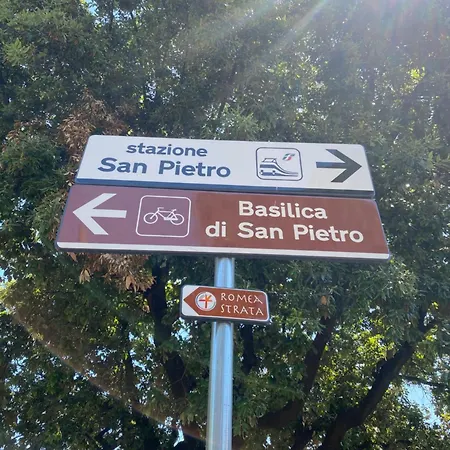 stazione
San Pietro
Basilica
di San Pietro
ROMEA
STRATA